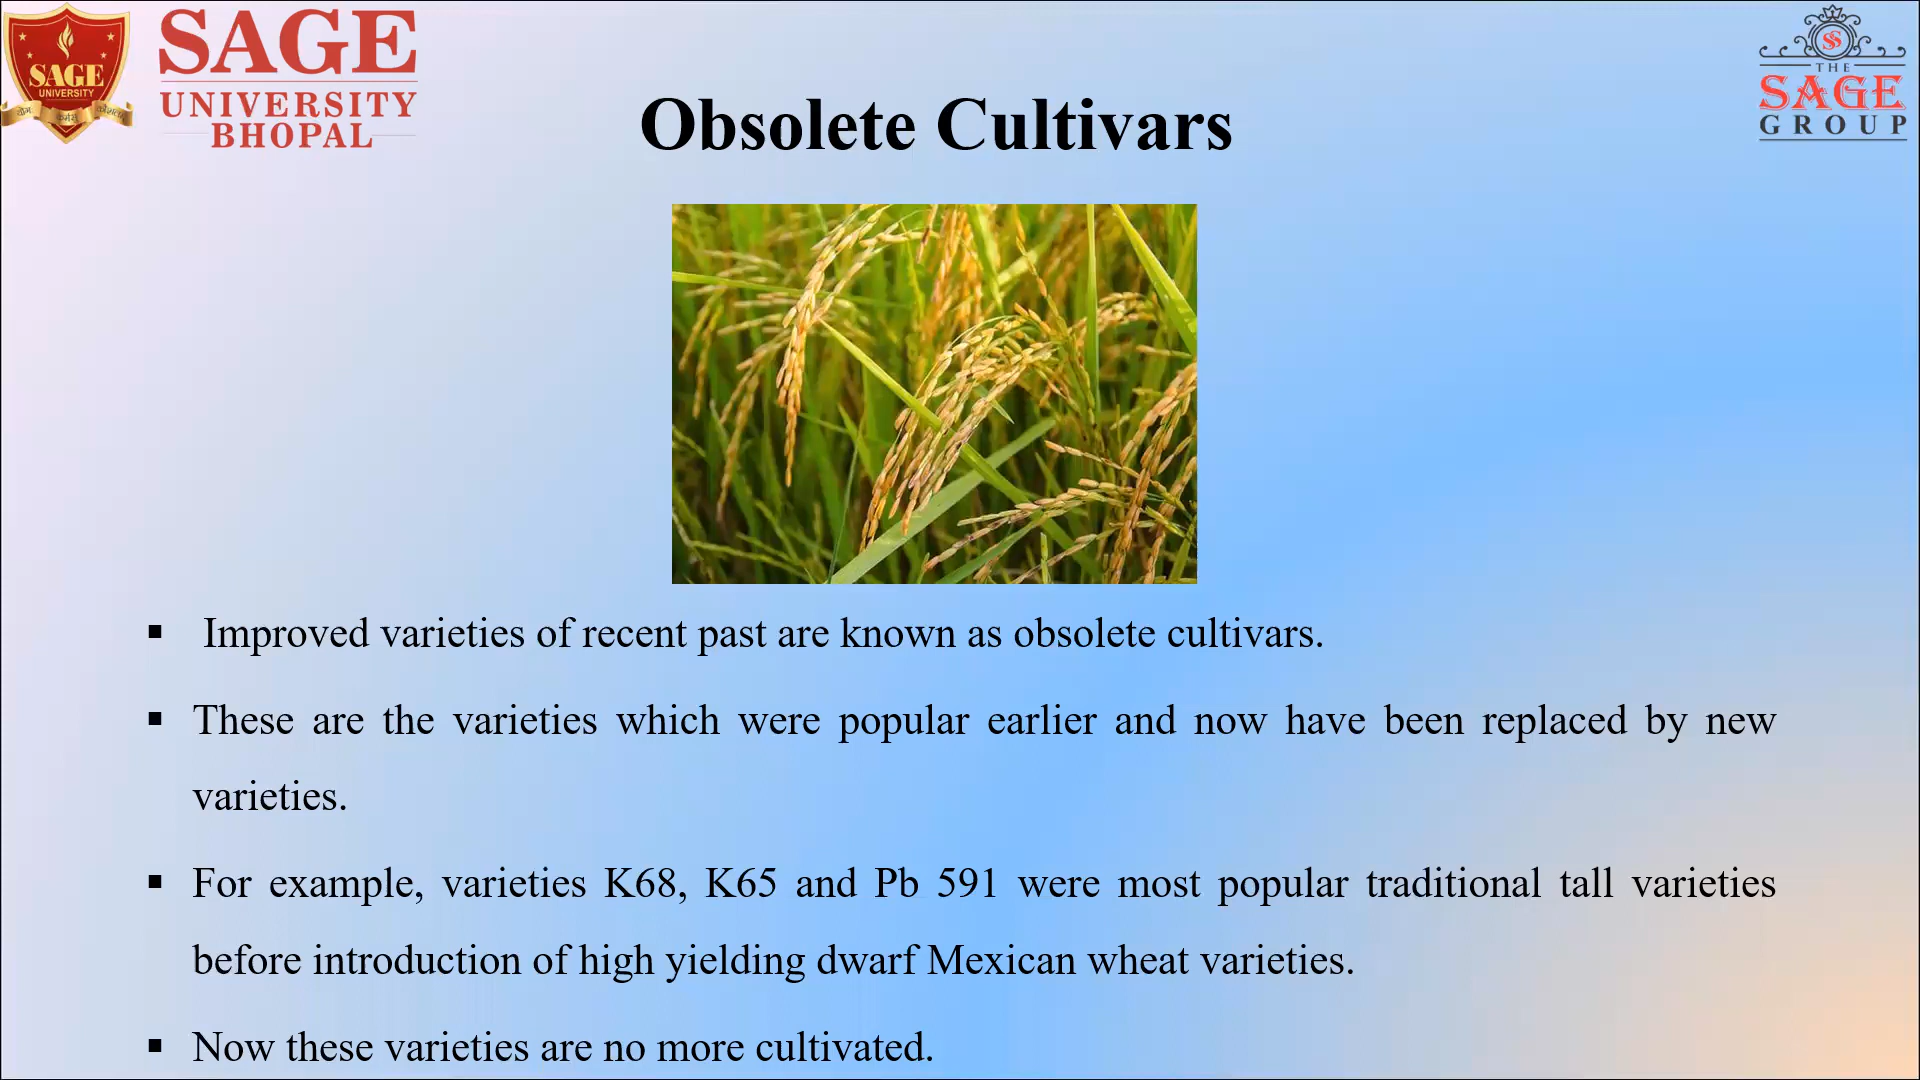 SAGE
UNIVERSITY
SAGE
UNIVERSITY
BHOPAL
THE
SAGE
GROUP
Obsolete Cultivars
▪ Improved varieties of recent past are known as obsolete cultivars.
▪ These are the varieties which were popular earlier and now have been replaced by new
varieties.
▪ For example, varieties K68, K65 and Pb 591 were most popular traditional tall varieties
before introduction of high yielding dwarf Mexican wheat varieties.
▪ Now these varieties are no more cultivated.